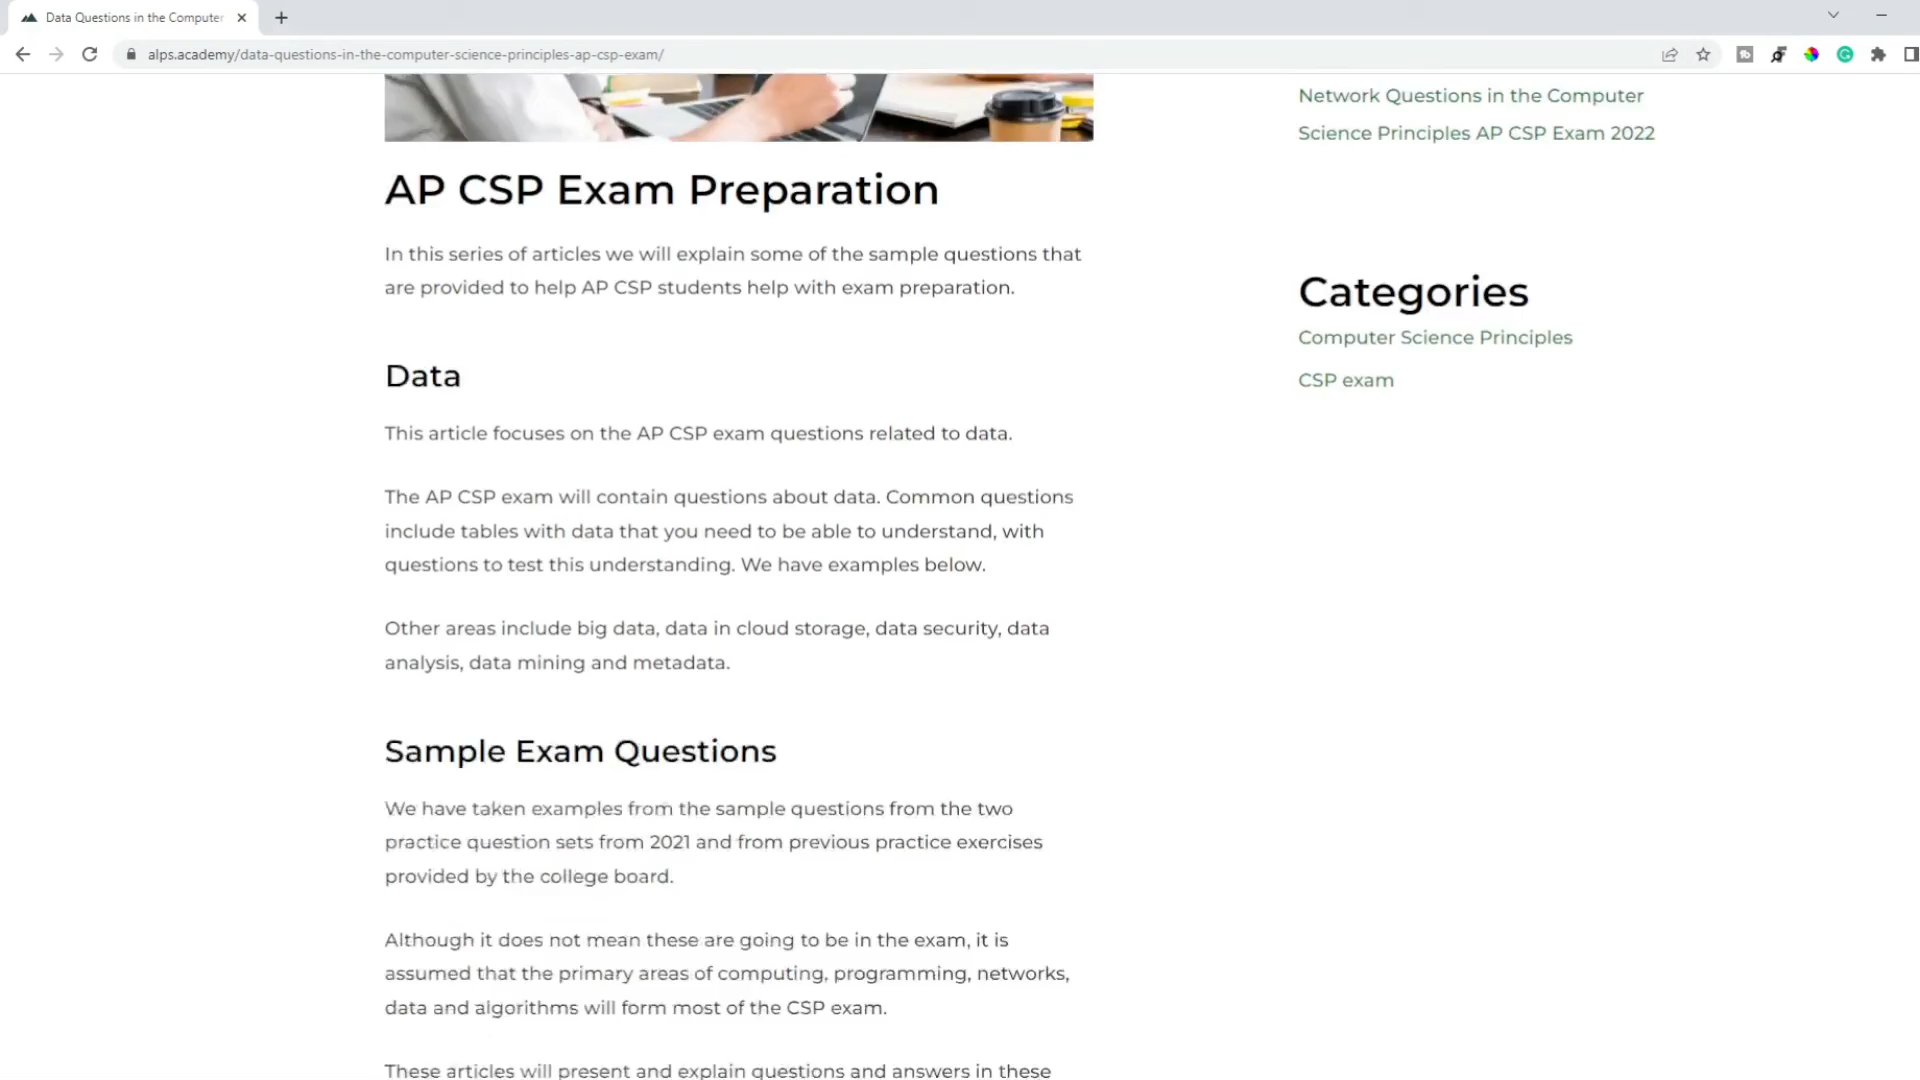 Data Questions in the Computer
alps.academy/data-questions-in-the-computer-science-principles-ap-csp-exam/
Network Questions in the Computer
Science Principles AP CSP Exam 2022
AP CSP Exam Preparation
In this series of articles we will explain some of the sample questions that
are provided to help AP CSP students help with exam preparation.
Categories
Computer Science Principles
CSP exam
Data
This article focuses on the AP CSP exam questions related to data.
The AP CSP exam will contain questions about data. Common questions
include tables with data that you need to be able to understand, with
questions to test this understanding. We have examples below.
Other areas include big data, data in cloud storage, data security, data
analysis, data mining and metadata.
Sample Exam Questions
We have taken examples from the sample questions from the two
practice question sets from 2021 and from previous practice exercises
provided by the college board.
Although it does not mean these are going to be in the exam, it is
assumed that the primary areas of computing, programming, networks,
data and algorithms will form most of the CSP exam.
These articles will present and explain questions and answers in these